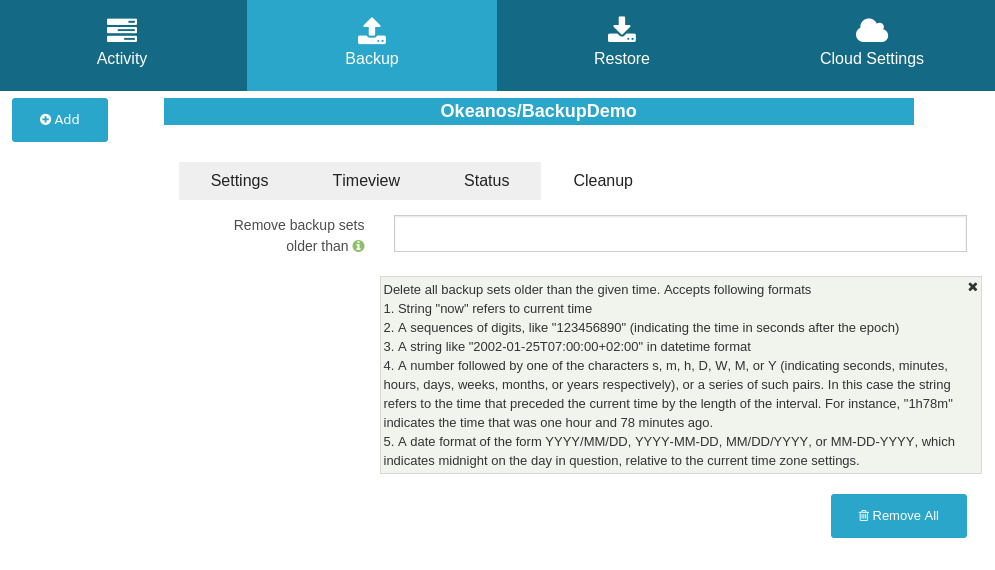 Activity
Backup
Restore
Cloud Settings
Add
Okeanos/BackupDemo
Settings
Timeview
Status
Cleanup
Remove backup sets
older than
Delete all backup sets older than the given time. Accepts following formats
1. String "now" refers to current time
2. A sequences of digits, like "123456890" (indicating the time in seconds after the epoch)
3. A string like "2002-01-25T07:00:00+02:00" in datetime format
4. A number followed by one of the characters s, m, h, D, W, M, or Y (indicating seconds, minutes,
hours, days, weeks, months, or years respectively), or a series of such pairs. In this case the string
refers to the time that preceded the current time by the length of the interval. For instance, "1h78m"
indicates the time that was one hour and 78 minutes ago.
5. A date format of the form YYYY/MM/DD, YYYY-MM-DD, MM/DD/YYYY, or MM-DD-YYYY, which
indicates midnight on the day in question, relative to the current time zone settings.
Remove All